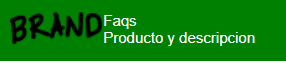 BRAND
Faqs
Producto y descripcion